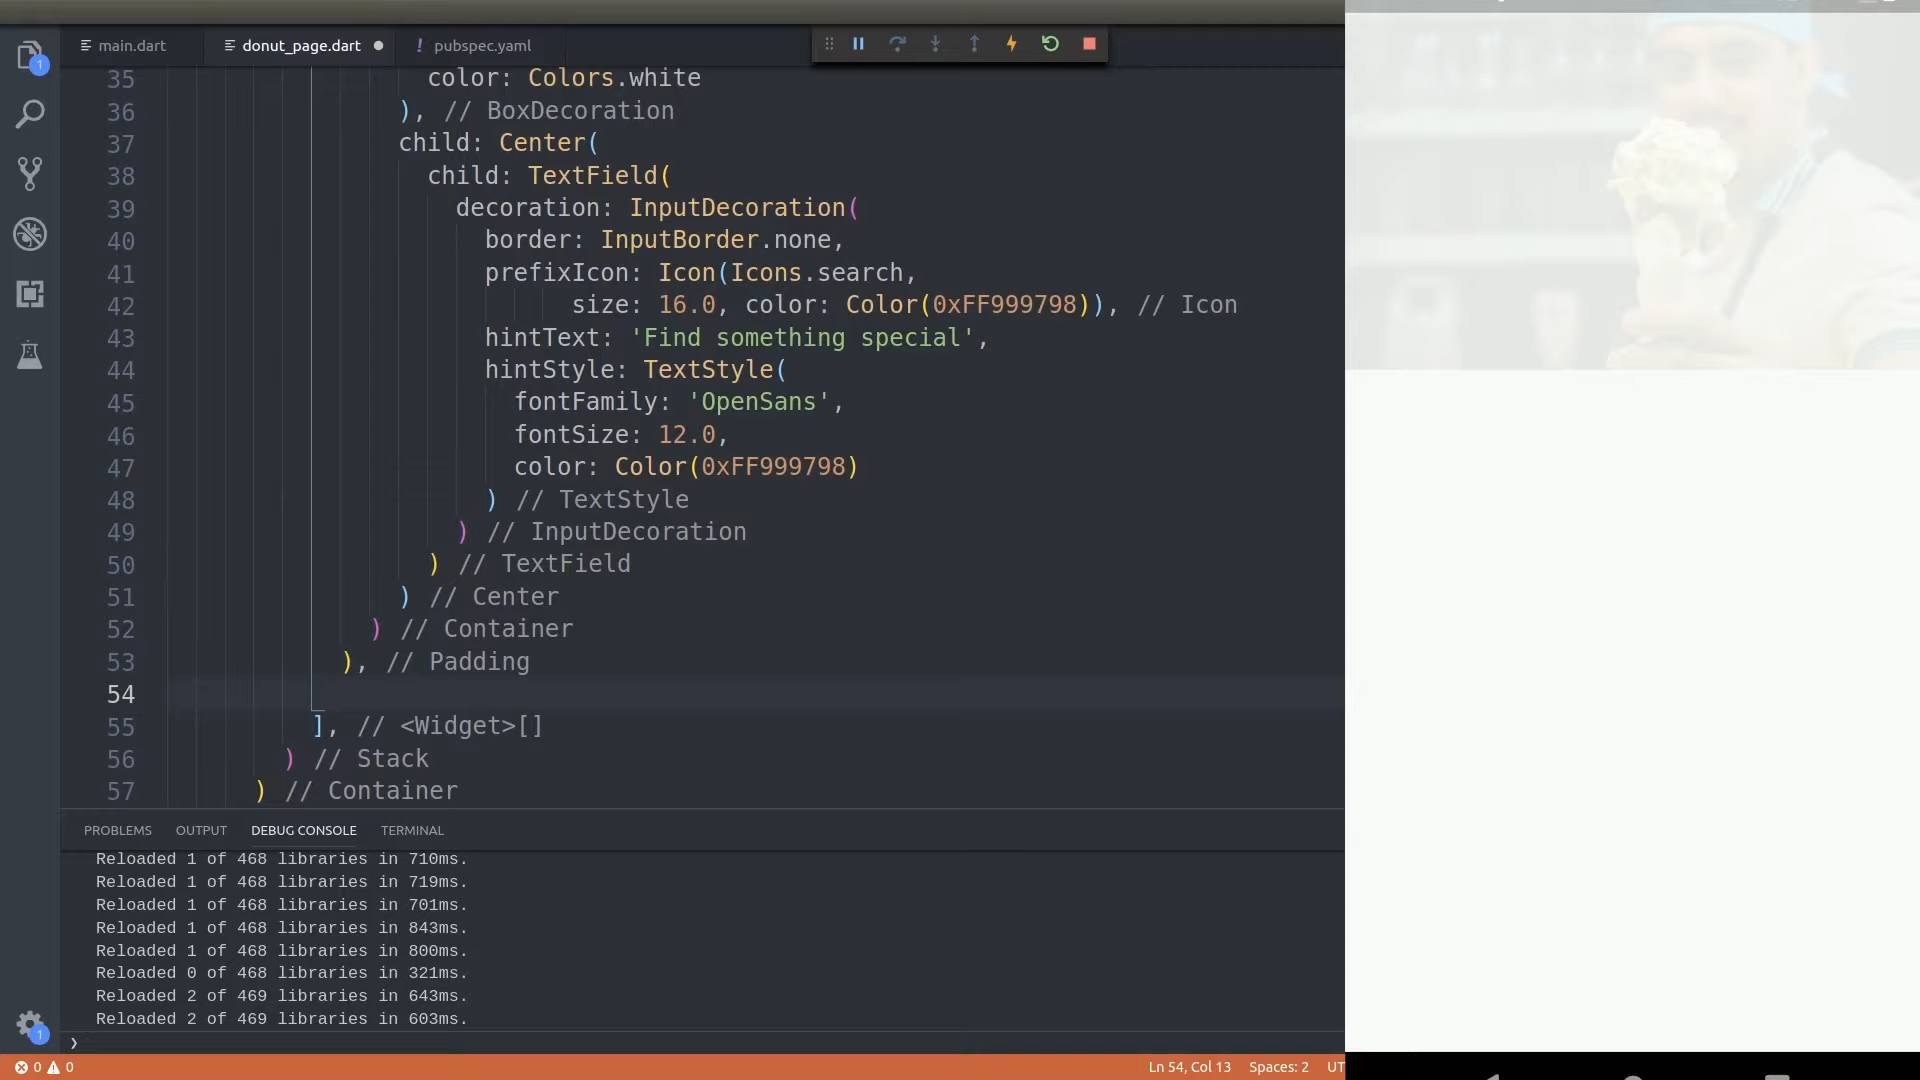 main.dart
donut_page.dart
! pubspec.yaml
1
35 color: Colors.white
36 ), // BoxDecoration
37 child: Center(
38 child: TextField(
39 decoration: InputDecoration(
40 border: InputBorder.none,
41 prefixIcon: Icon(Icons.search,
42 size: 16.0, color: Color(0xFF999798)), // Icon
43 hintText: 'Find something special',
44 hintStyle: TextStyle(
45 fontFamily: 'OpenSans',
46 fontSize: 12.0,
47 color: Color(0xFF999798)
48 ) // TextStyle
49 ) // InputDecoration
50 ) // TextField
51 ) // Center
52 ) // Container
53 ), // Padding
54
55 ], // <Widget>[]
56 ) // Stack
57 ) // Container
PROBLEMS OUTPUT DEBUG CONSOLE TERMINAL
Reloaded 1 of 468 libraries in 710ms.
Reloaded 1 of 468 libraries in 719ms.
Reloaded 1 of 468 libraries in 701ms.
Reloaded 1 of 468 libraries in 843ms.
Reloaded 1 of 468 libraries in 800ms.
Reloaded 0 of 468 libraries in 321ms.
Reloaded 2 of 469 libraries in 643ms.
Reloaded 2 of 469 libraries in 603ms.
1
❯
0 0 Ln 54, Col 13 Spaces: 2 UT